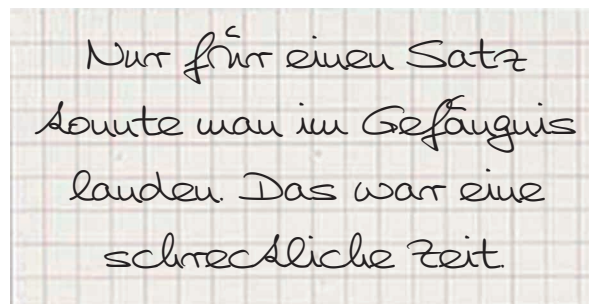 Nur für einen Satz
konnte man im Gefängnis
landen. Das war eine
schreckliche Zeit.